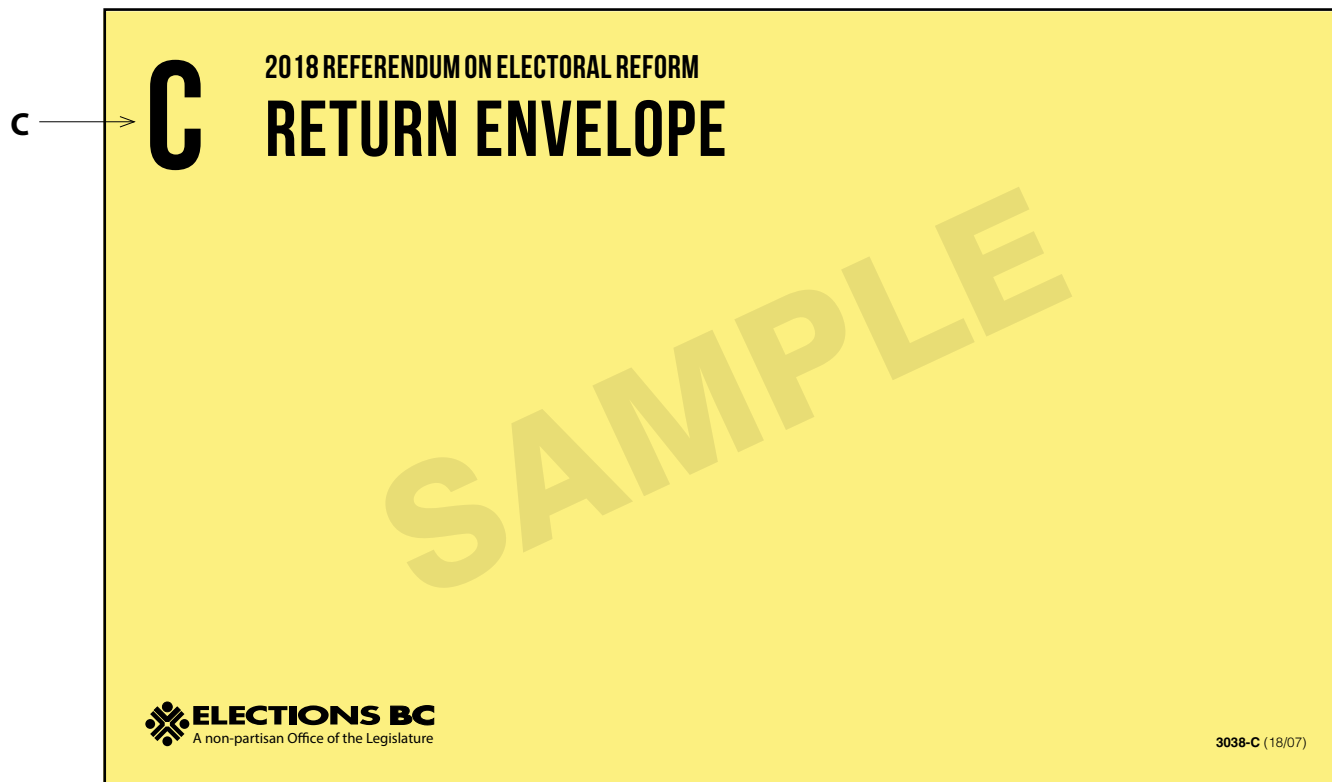 2018 REFERENDUM ON ELECTORAL REFORM
C
C
RETURN ENVELOPE
SAMPLE
ELECTIONS BC
A non-partisan Office of the Legislature
3038-C (18/07)